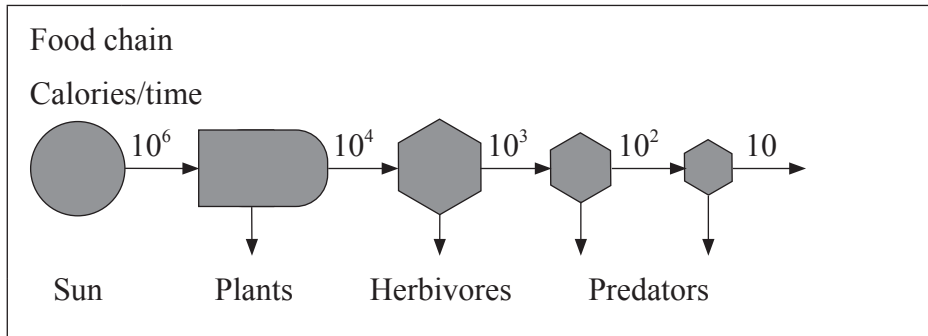 Food chain
Calories/time
10⁶ 10⁴ 10³ 10² 10
Sun Plants Herbivores Predators